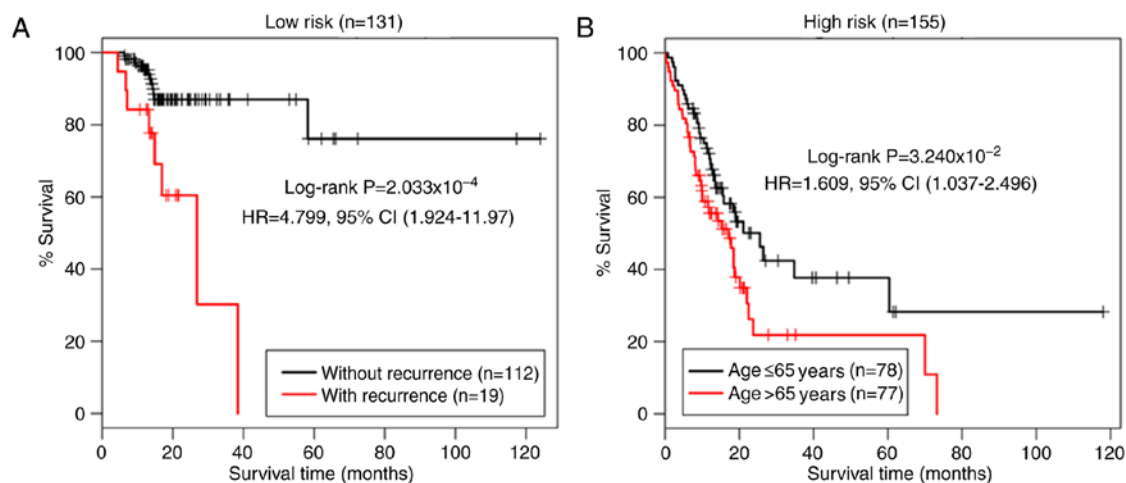 A
Low risk (n=131)
% Survival
100
80
60
40
20
0
Log-rank P=2.033x10⁻⁴
HR=4.799, 95% CI (1.924-11.97)
Without recurrence (n=112)
With recurrence (n=19)
0 20 40 60 80 100 120
Survival time (months)
B
High risk (n=155)
% Survival
100
80
60
40
20
0
Log-rank P=3.240x10⁻²
HR=1.609, 95% CI (1.037-2.496)
Age ≤65 years (n=78)
Age >65 years (n=77)
0 20 40 60 80 100 120
Survival time (months)